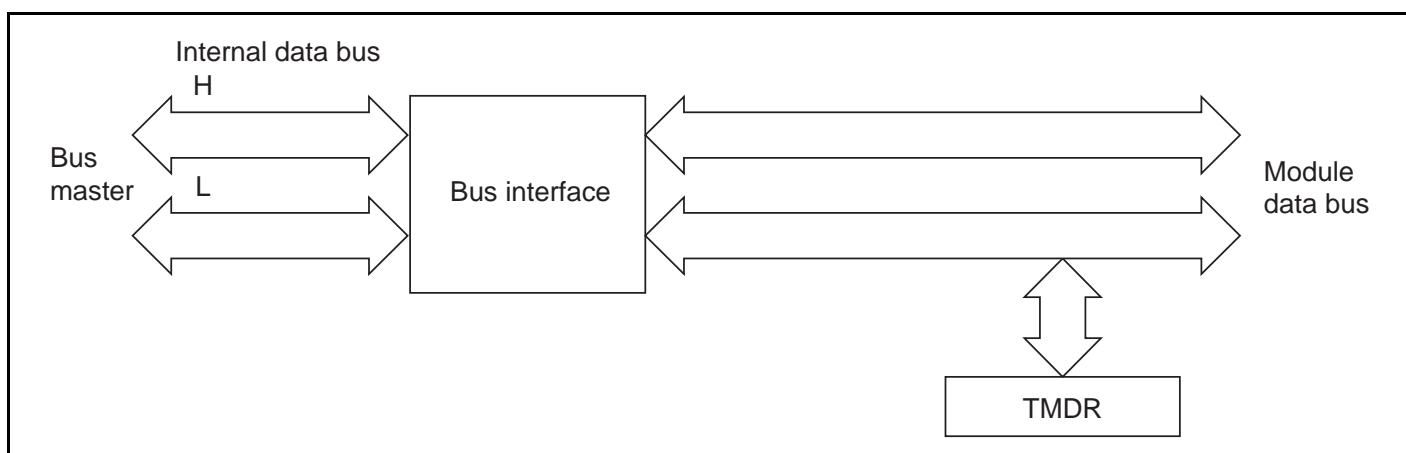 Internal data bus
H
Bus
master
L
Bus interface
Module
data bus
TMDR